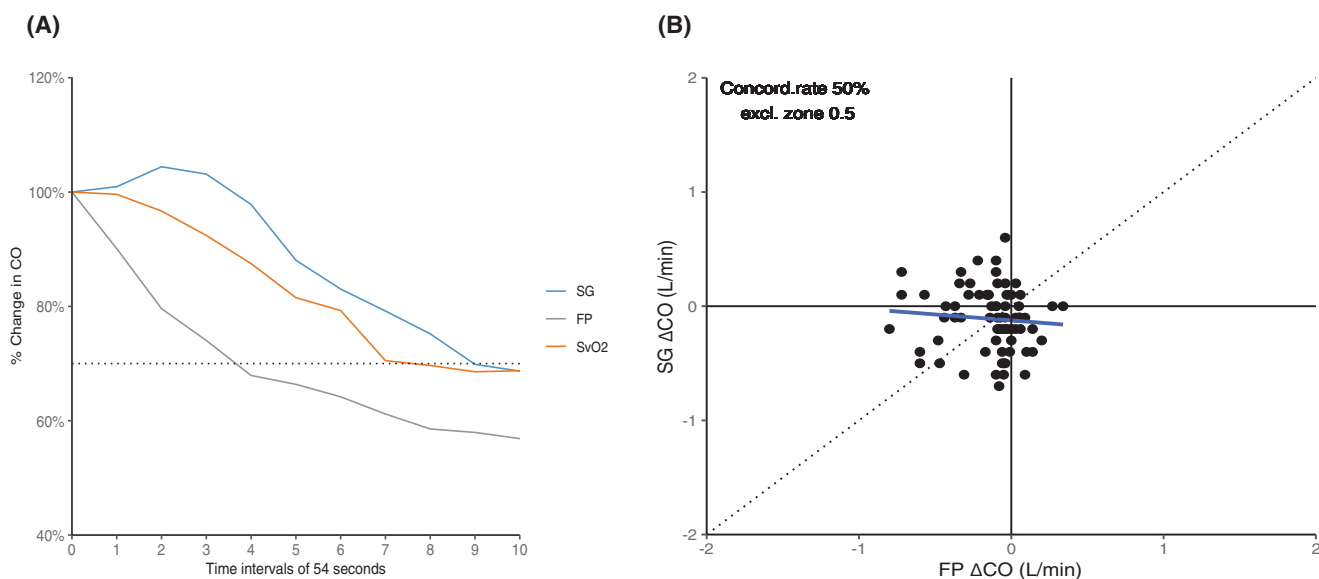 (A)
120%
100%
80%
60%
40%
% Change in CO
0 1 2 3 4 5 6 7 8 9 10
Time intervals of 54 seconds
SG
FP
SvO2
(B)
Concord.rate 50%
excl. zone 0.5
2
1
0
-1
-2
SG ΔCO (L/min)
-2 -1 0 1 2
FP ΔCO (L/min)